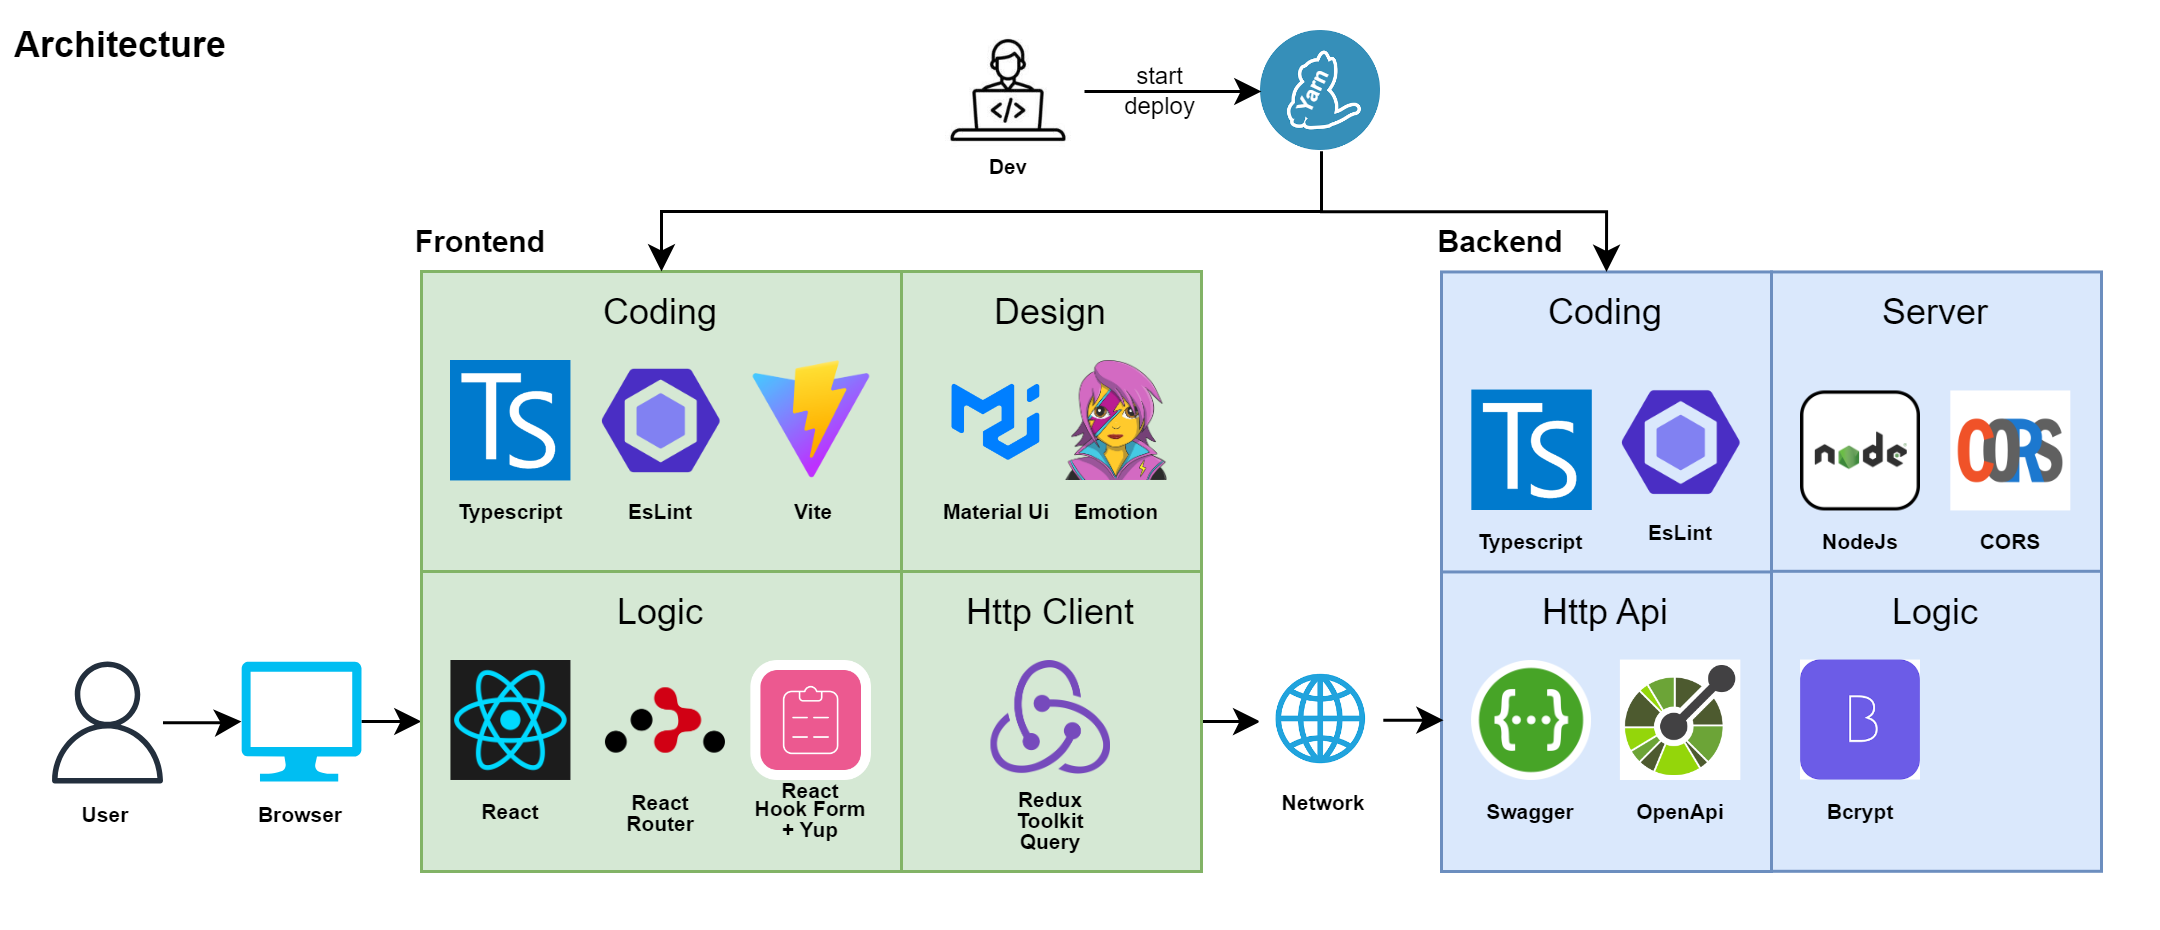 Architecture
start
deploy
Yarn
</>
Dev
Frontend
Backend
Coding
Design
Coding
Server
TS
TS
node
CORS
Typescript
EsLint
Vite
Material Ui
Emotion
Typescript
EsLint
NodeJs
CORS
Logic
Http Client
Http Api
Logic
{...}
B
User
Browser
React
React
Router
React
Hook Form
+ Yup
Redux
Toolkit
Query
Network
Swagger
OpenApi
Bcrypt